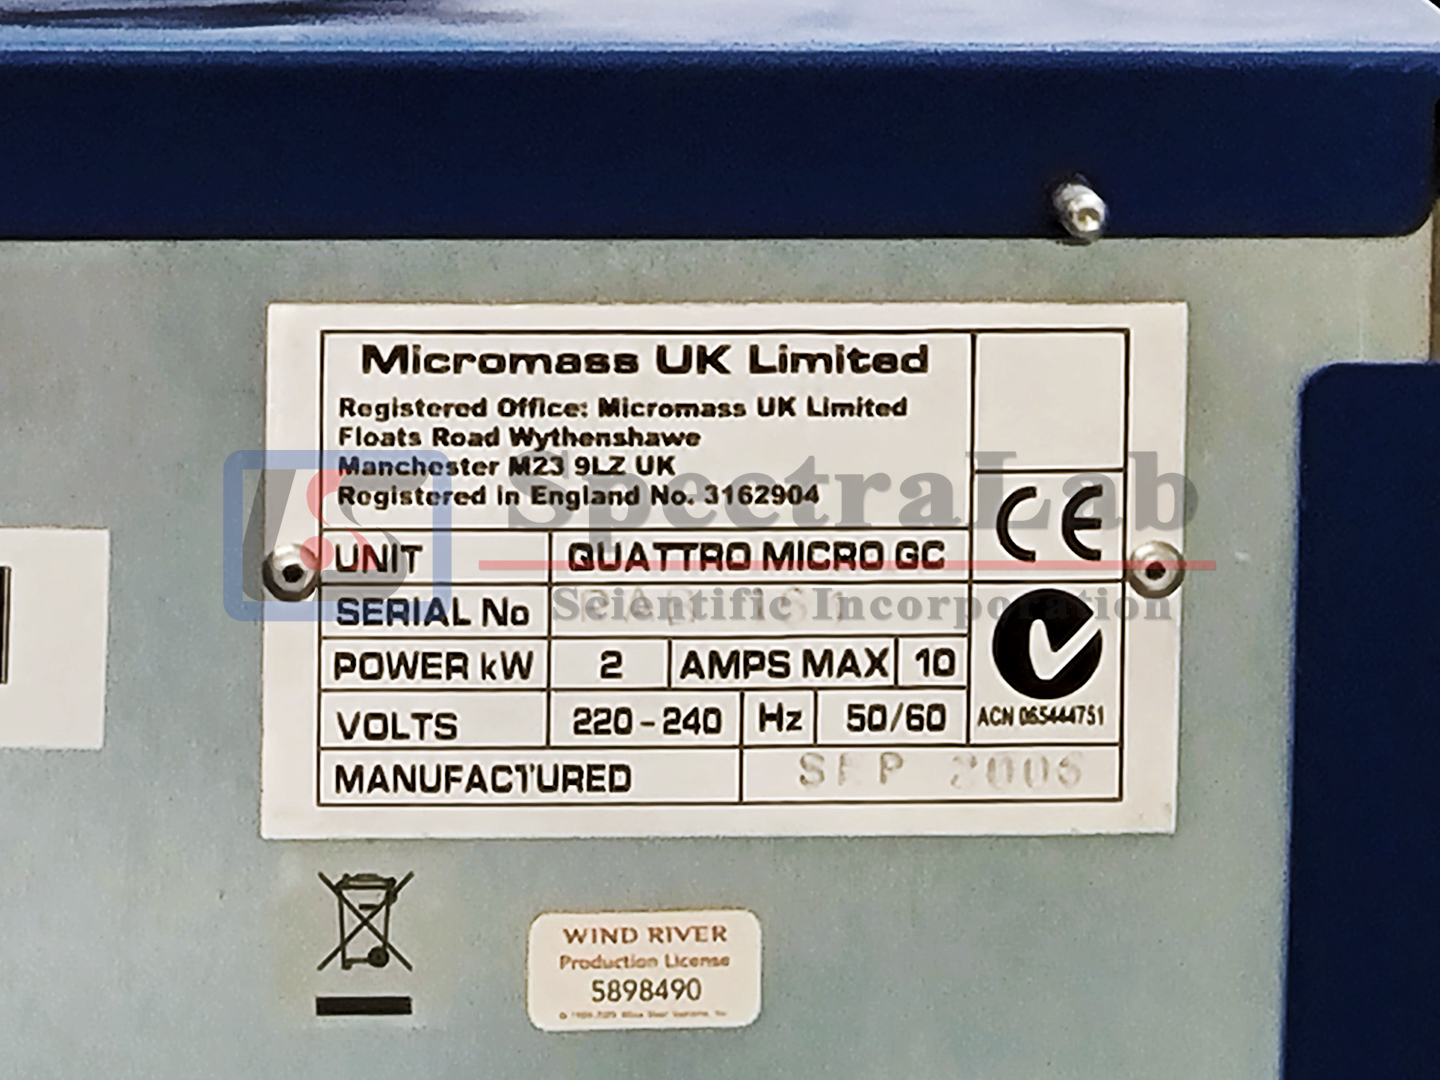 Micromass UK Limited
Registered Office: Micromass UK Limited
Floats Road Wythenshawe
Manchester M23 9LZ UK
Registered in England No. 3162904
SpectraLab
Scientific Incorporated
CE
UNIT QUATTRO MICRO GC
SERIAL No
POWER kW 2 AMPS MAX 10
VOLTS 220-240 Hz 50/60
ACN 065444751
MANUFACTURED SEP 2006
WIND RIVER
Production License
5898490